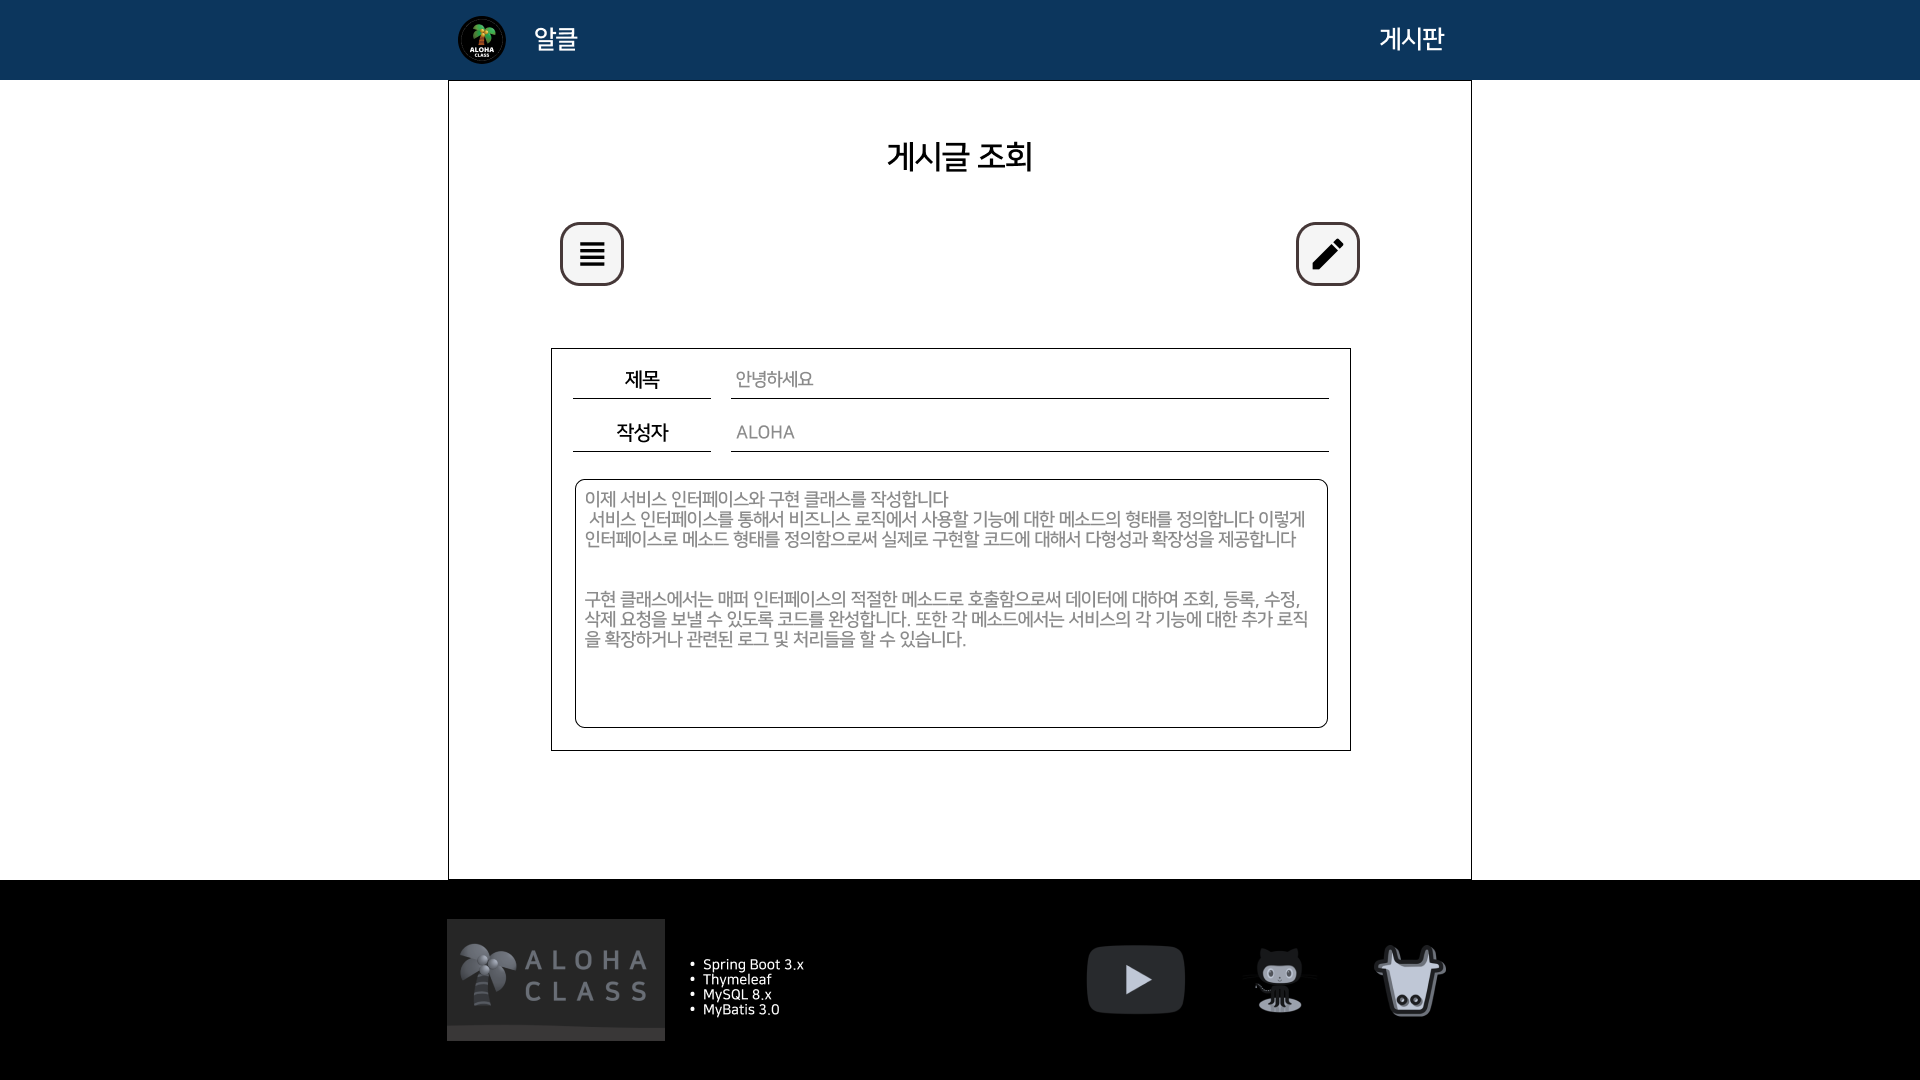 ALOHA
CLASS
알클
게시판
게시글 조회
제목
안녕하세요
작성자
ALOHA
이제 서비스 인터페이스와 구현 클래스를 작성합니다
서비스 인터페이스를 통해서 비즈니스 로직에서 사용할 기능에 대한 메소드의 형태를 정의합니다 이렇게
인터페이스로 메소드 형태를 정의함으로써 실제로 구현할 코드에 대해서 다형성과 확장성을 제공합니다
구현 클래스에서는 매퍼 인터페이스의 적절한 메소드로 호출함으로써 데이터에 대하여 조회, 등록, 수정,
삭제 요청을 보낼 수 있도록 코드를 완성합니다. 또한 각 메소드에서는 서비스의 각 기능에 대한 추가 로직
을 확장하거나 관련된 로그 및 처리들을 할 수 있습니다.
ALOHA
CLASS
• Spring Boot 3.x
• Thymeleaf
• MySQL 8.x
• MyBatis 3.0